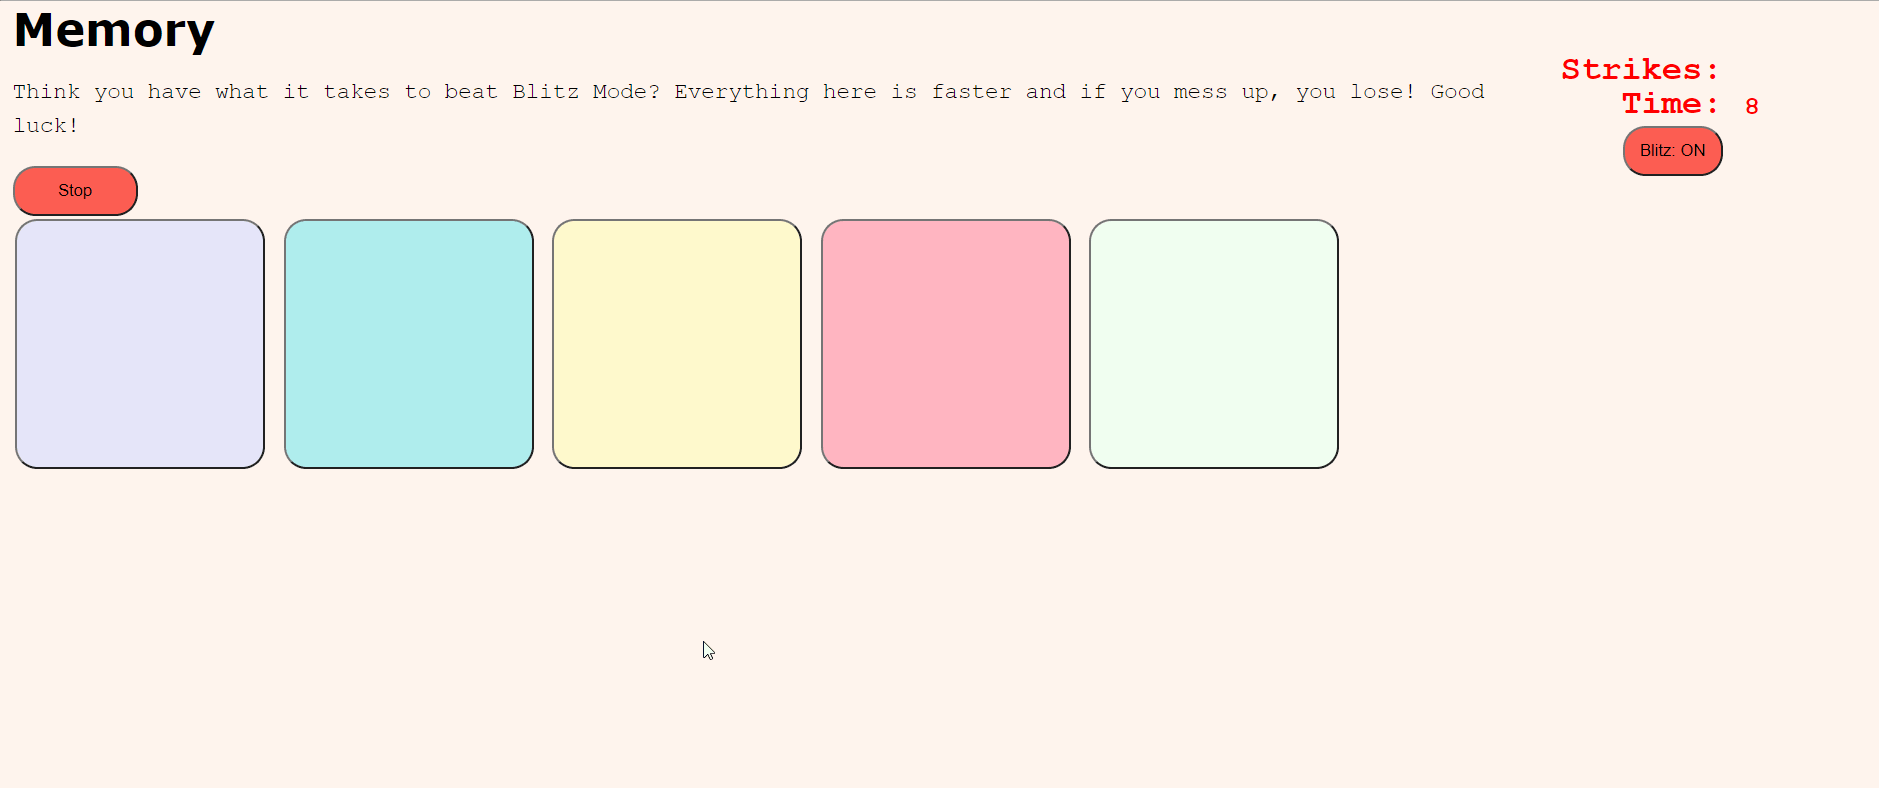 Memory
Think you have what it takes to beat Blitz Mode? Everything here is faster and if you mess up, you lose! Good
luck!
Strikes:
Time: 8
Blitz: ON
Stop